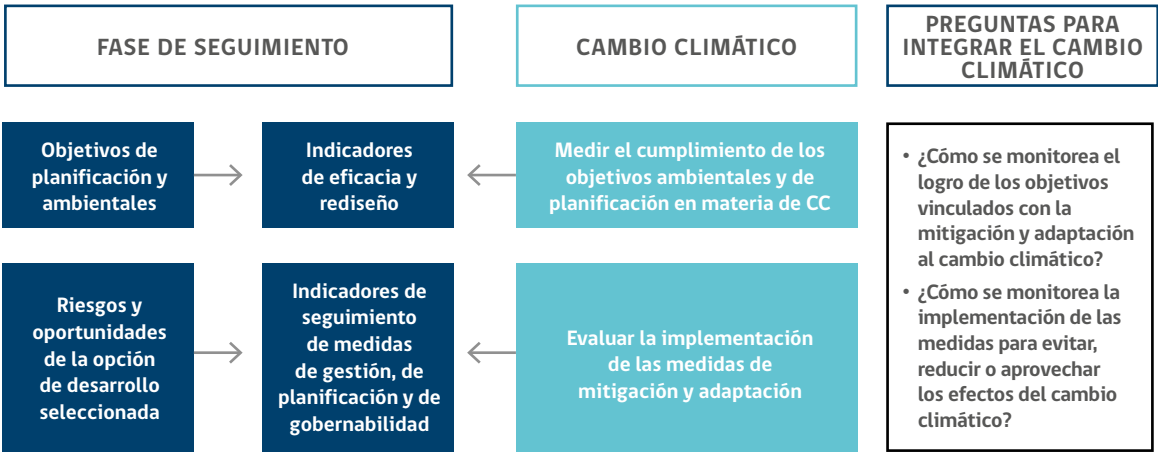 FASE DE SEGUIMIENTO
CAMBIO CLIMÁTICO
PREGUNTAS PARA
INTEGRAR EL CAMBIO
CLIMÁTICO
Objetivos de
planificación y
ambientales
Indicadores
de eficacia y
rediseño
Medir el cumplimiento de los
objetivos ambientales y de
planificación en materia de CC
Riesgos y
oportunidades
de la opción
de desarrollo
seleccionada
Indicadores de
seguimiento
de medidas
de gestión, de
planificación y de
gobernabilidad
Evaluar la implementación
de las medidas de
mitigación y adaptación
• ¿Cómo se monitorea el
logro de los objetivos
vinculados con la
mitigación y adaptación
al cambio climático?
• ¿Cómo se monitorea la
implementación de las
medidas para evitar,
reducir o aprovechar
los efectos del cambio
climático?